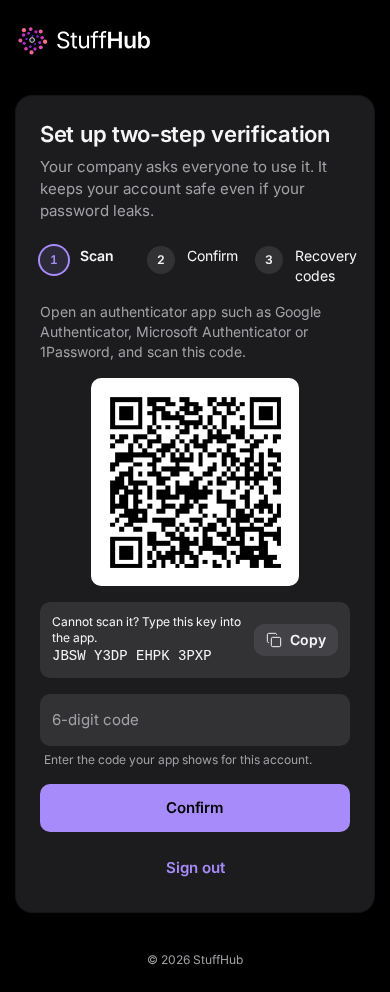 StuffHub
Set up two-step verification
Your company asks everyone to use it. It
keeps your account safe even if your
password leaks.
1 Scan 2 Confirm 3 Recovery
codes
Open an authenticator app such as Google
Authenticator, Microsoft Authenticator or
1Password, and scan this code.
Cannot scan it? Type this key into
the app.
JBSW Y3DP EHPK 3PXP
Copy
6-digit code
Enter the code your app shows for this account.
Confirm
Sign out
© 2026 StuffHub